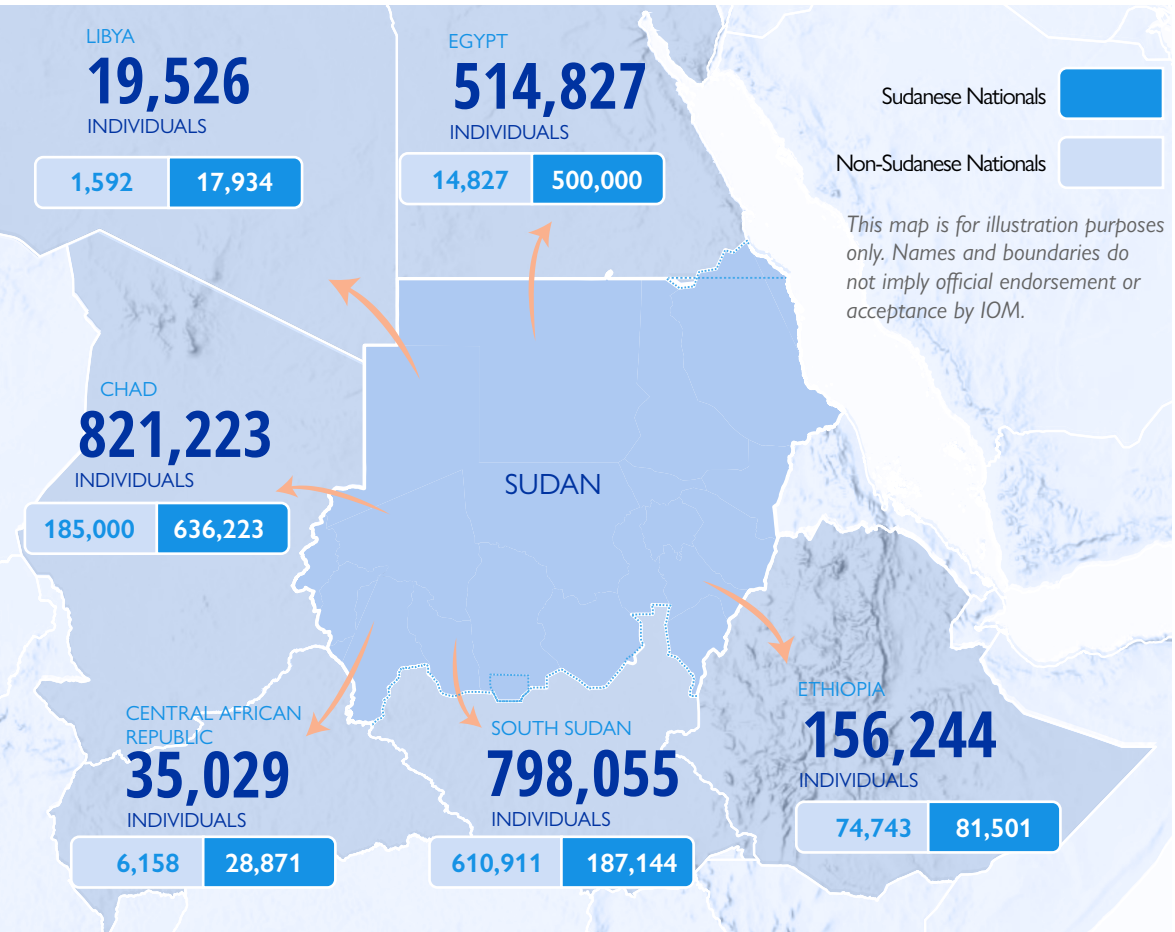 LIBYA
19,526
INDIVIDUALS
1,592 17,934
EGYPT
514,827
INDIVIDUALS
14,827 500,000
Sudanese Nationals
Non-Sudanese Nationals
This map is for illustration purposes
only. Names and boundaries do
not imply official endorsement or
acceptance by IOM.
CHAD
821,223
INDIVIDUALS
185,000 636,223
SUDAN
CENTRAL AFRICAN
REPUBLIC
35,029
INDIVIDUALS
6,158 28,871
SOUTH SUDAN
798,055
INDIVIDUALS
610,911 187,144
ETHIOPIA
156,244
INDIVIDUALS
74,743 81,501